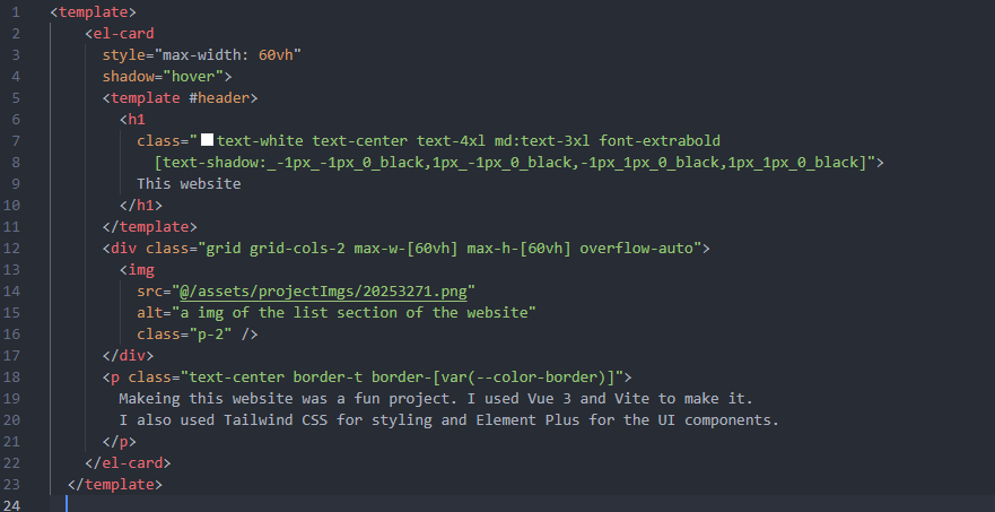 1 <template>
2 <el-card
3 style="max-width: 60vh"
4 shadow="hover">
5 <template #header>
6 <h1
7 class="text-white text-center text-4xl md:text-3xl font-extrabold
8 [text-shadow:_-1px_-1px_0_black,1px_-1px_0_black,-1px_1px_0_black,1px_1px_0_black]">
9 This website
10 </h1>
11 </template>
12 <div class="grid grid-cols-2 max-w-[60vh] max-h-[60vh] overflow-auto">
13 <img
14 src="@/assets/projectImgs/20253271.png"
15 alt="a img of the list section of the website"
16 class="p-2" />
17 </div>
18 <p class="text-center border-t border-[var(--color-border)]">
19 Makeing this website was a fun project. I used Vue 3 and Vite to make it.
20 I also used Tailwind CSS for styling and Element Plus for the UI components.
21 </p>
22 </el-card>
23 </template>
24